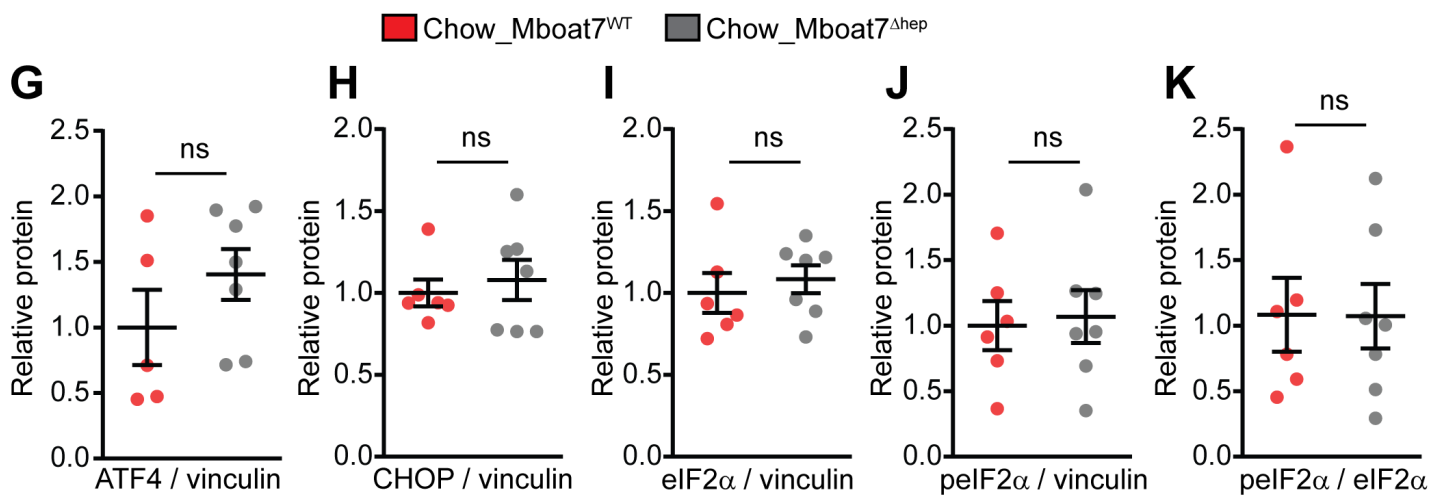 Chow_Mboat7WT Chow_Mboat7Δhep
G H I J K
ns ns ns ns ns
Relative protein Relative protein Relative protein Relative protein Relative protein
2.5 2.0 2.0 2.5 2.5
2.0 1.5 1.5 2.0 2.0
1.5 1.0 1.0 1.5 1.5
1.0 0.5 0.5 1.0 1.0
0.5 0.0 0.0 0.5 0.5
0.0 0.0 0.0
ATF4 / vinculin CHOP / vinculin eIF2α / vinculin peIF2α / vinculin peIF2α / eIF2α